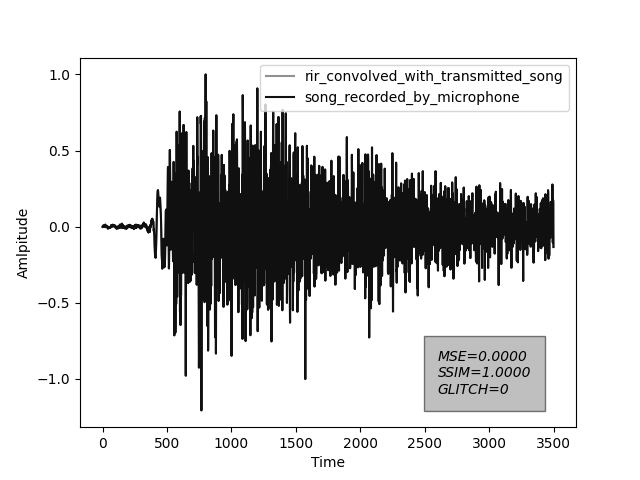 rir_convolved_with_transmitted_song
song_recorded_by_microphone
1.0
0.5
0.0
−0.5
−1.0
Amlpitude
MSE=0.0000
SSIM=1.0000
GLITCH=0
0 500 1000 1500 2000 2500 3000 3500
Time